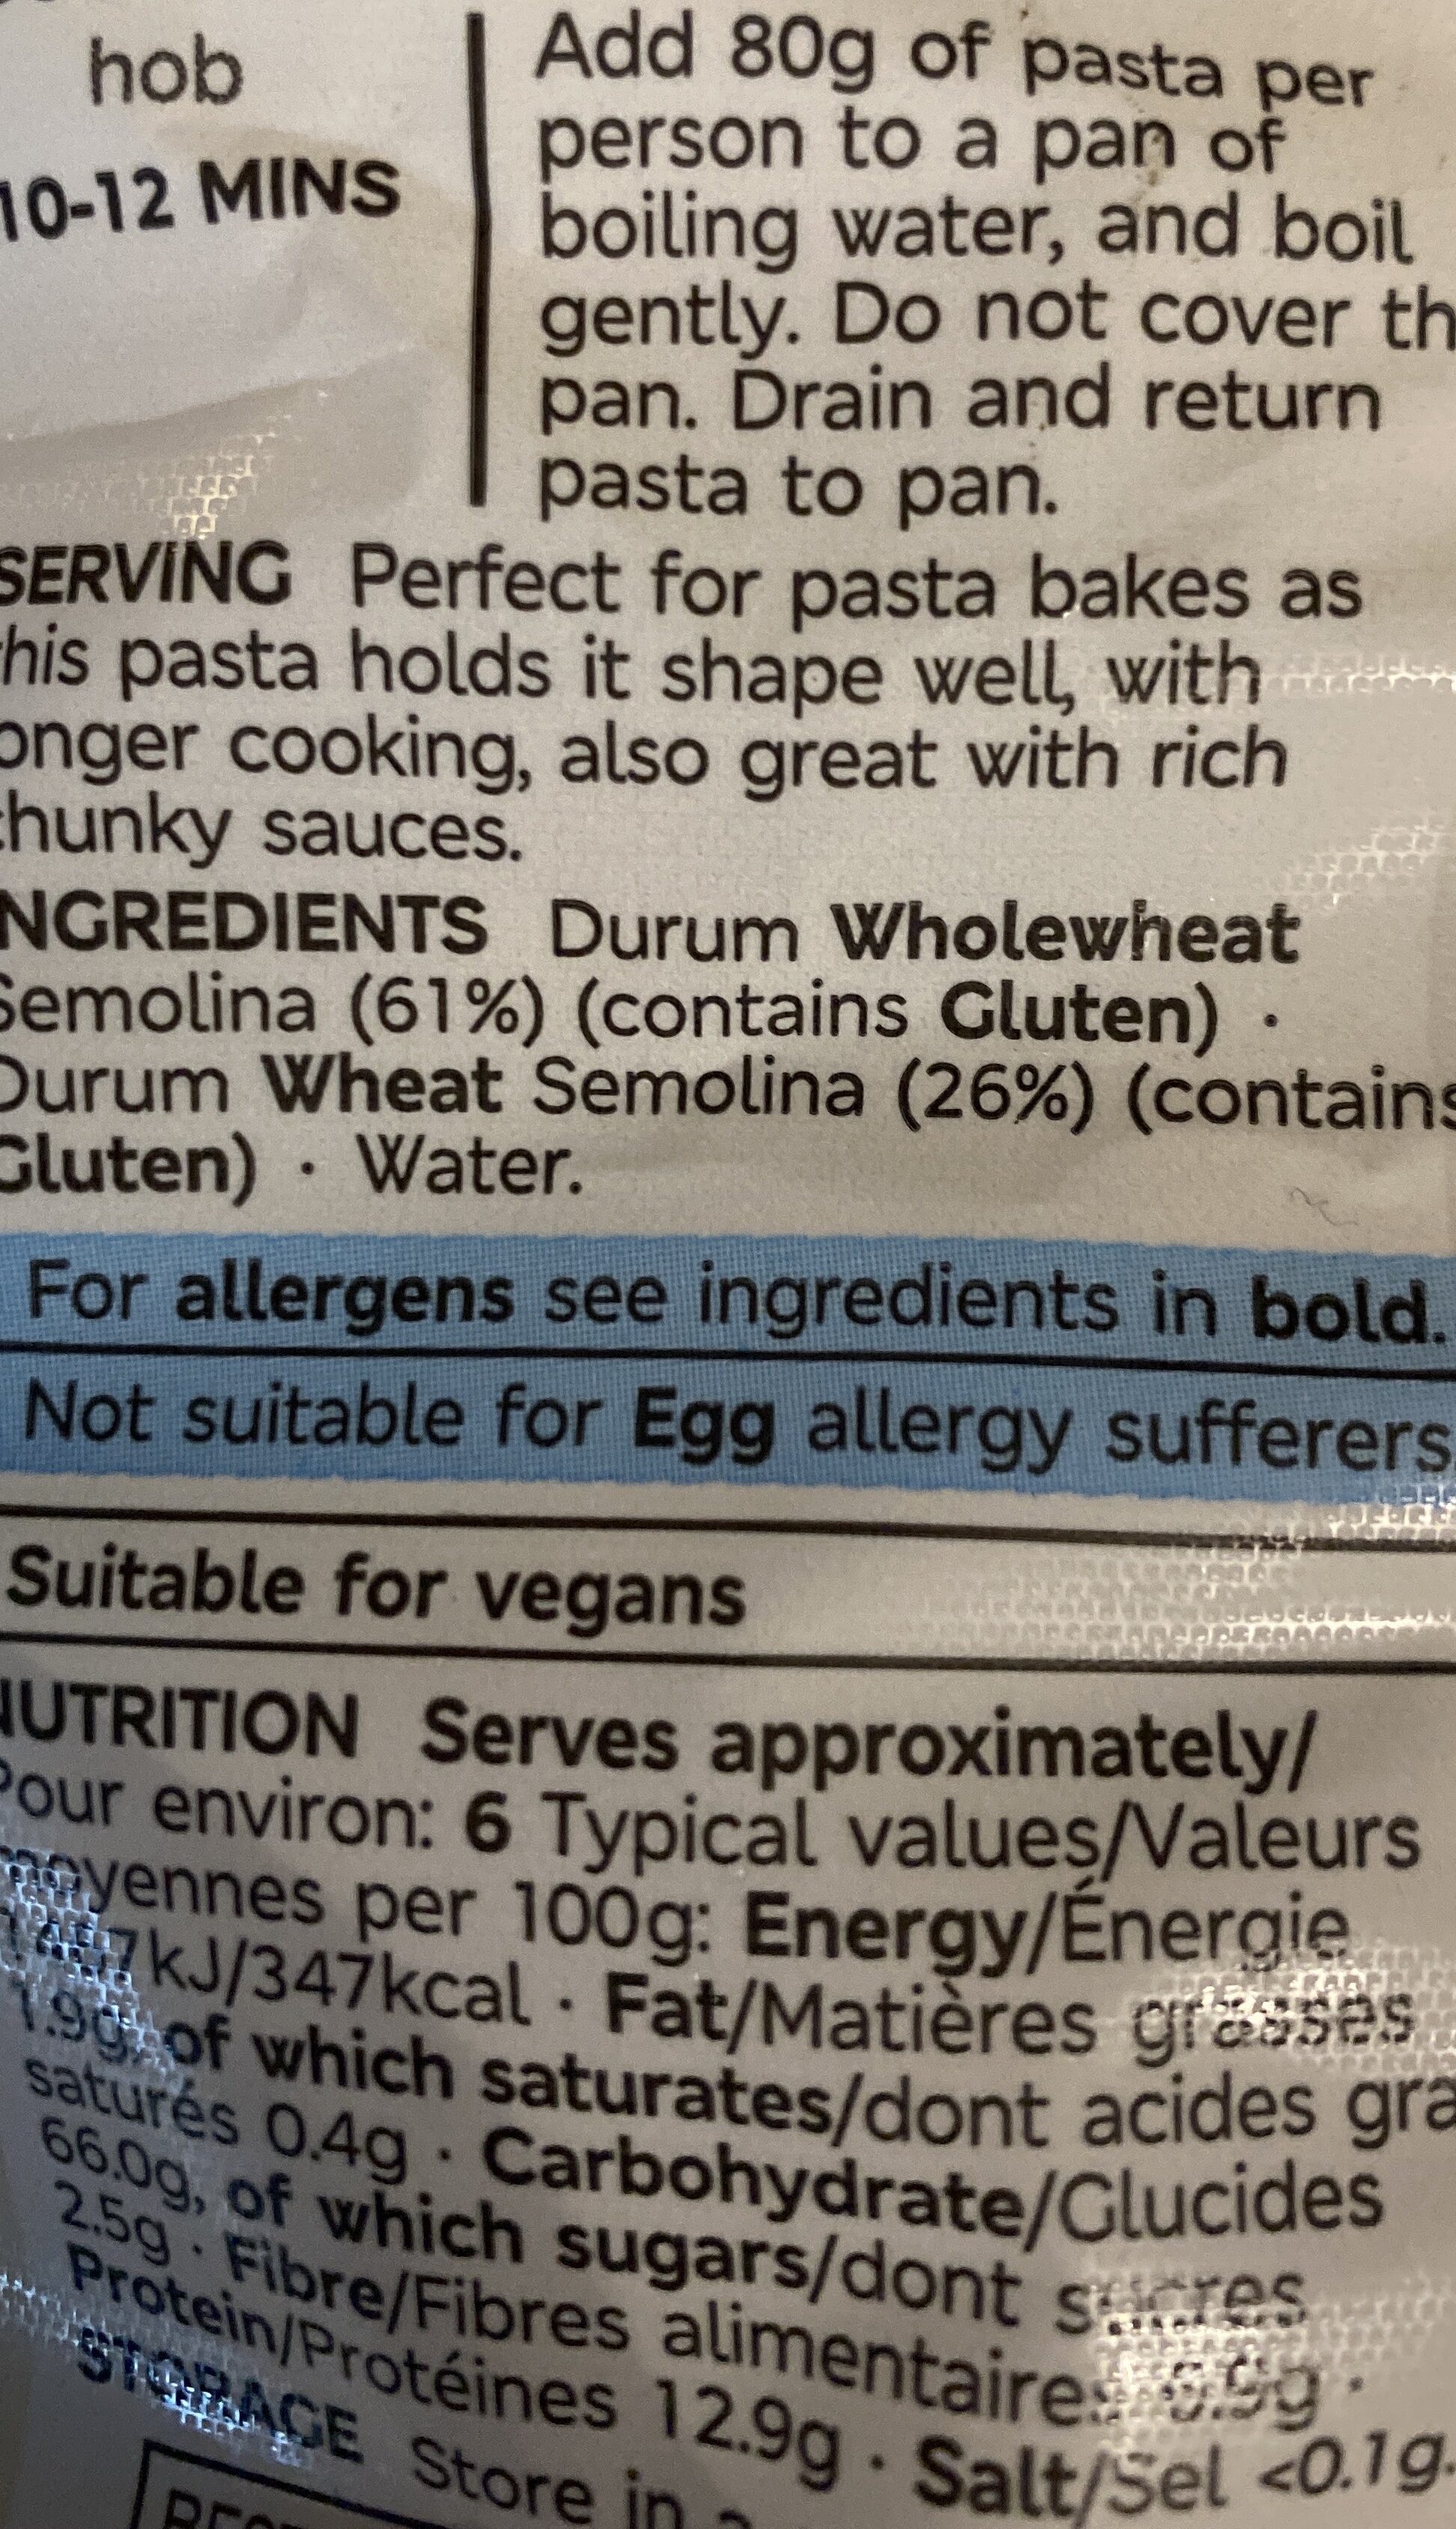 hob
10-12 MINS
Add 80g of pasta per
person to a pan of
boiling water, and boil
gently. Do not cover th
pan. Drain and return
pasta to pan.
SERVING Perfect for pasta bakes as
this pasta holds it shape well, with
onger cooking, also great with rich
chunky sauces.
NGREDIENTS Durum Wholewheat
Semolina (61%) (contains Gluten) ·
Durum Wheat Semolina (26%) (contains
Gluten) · Water.
For allergens see ingredients in bold.
Not suitable for Egg allergy sufferers
Suitable for vegans
NUTRITION Serves approximately/
Pour environ: 6 Typical values/Valeurs
moyennes per 100g: Energy/Énergie
/347kcal · Fat/Matières grasses
1.9g, of which saturates/dont acides gra
saturés 0.4g · Carbohydrate/Glucides
66.0g, of which sugars/dont sucres
2.5g · Fibre/Fibres alimentaires ·
Protein/Protéines 12.9g · Salt/Sel <0.1g.
STORAGE Store in a